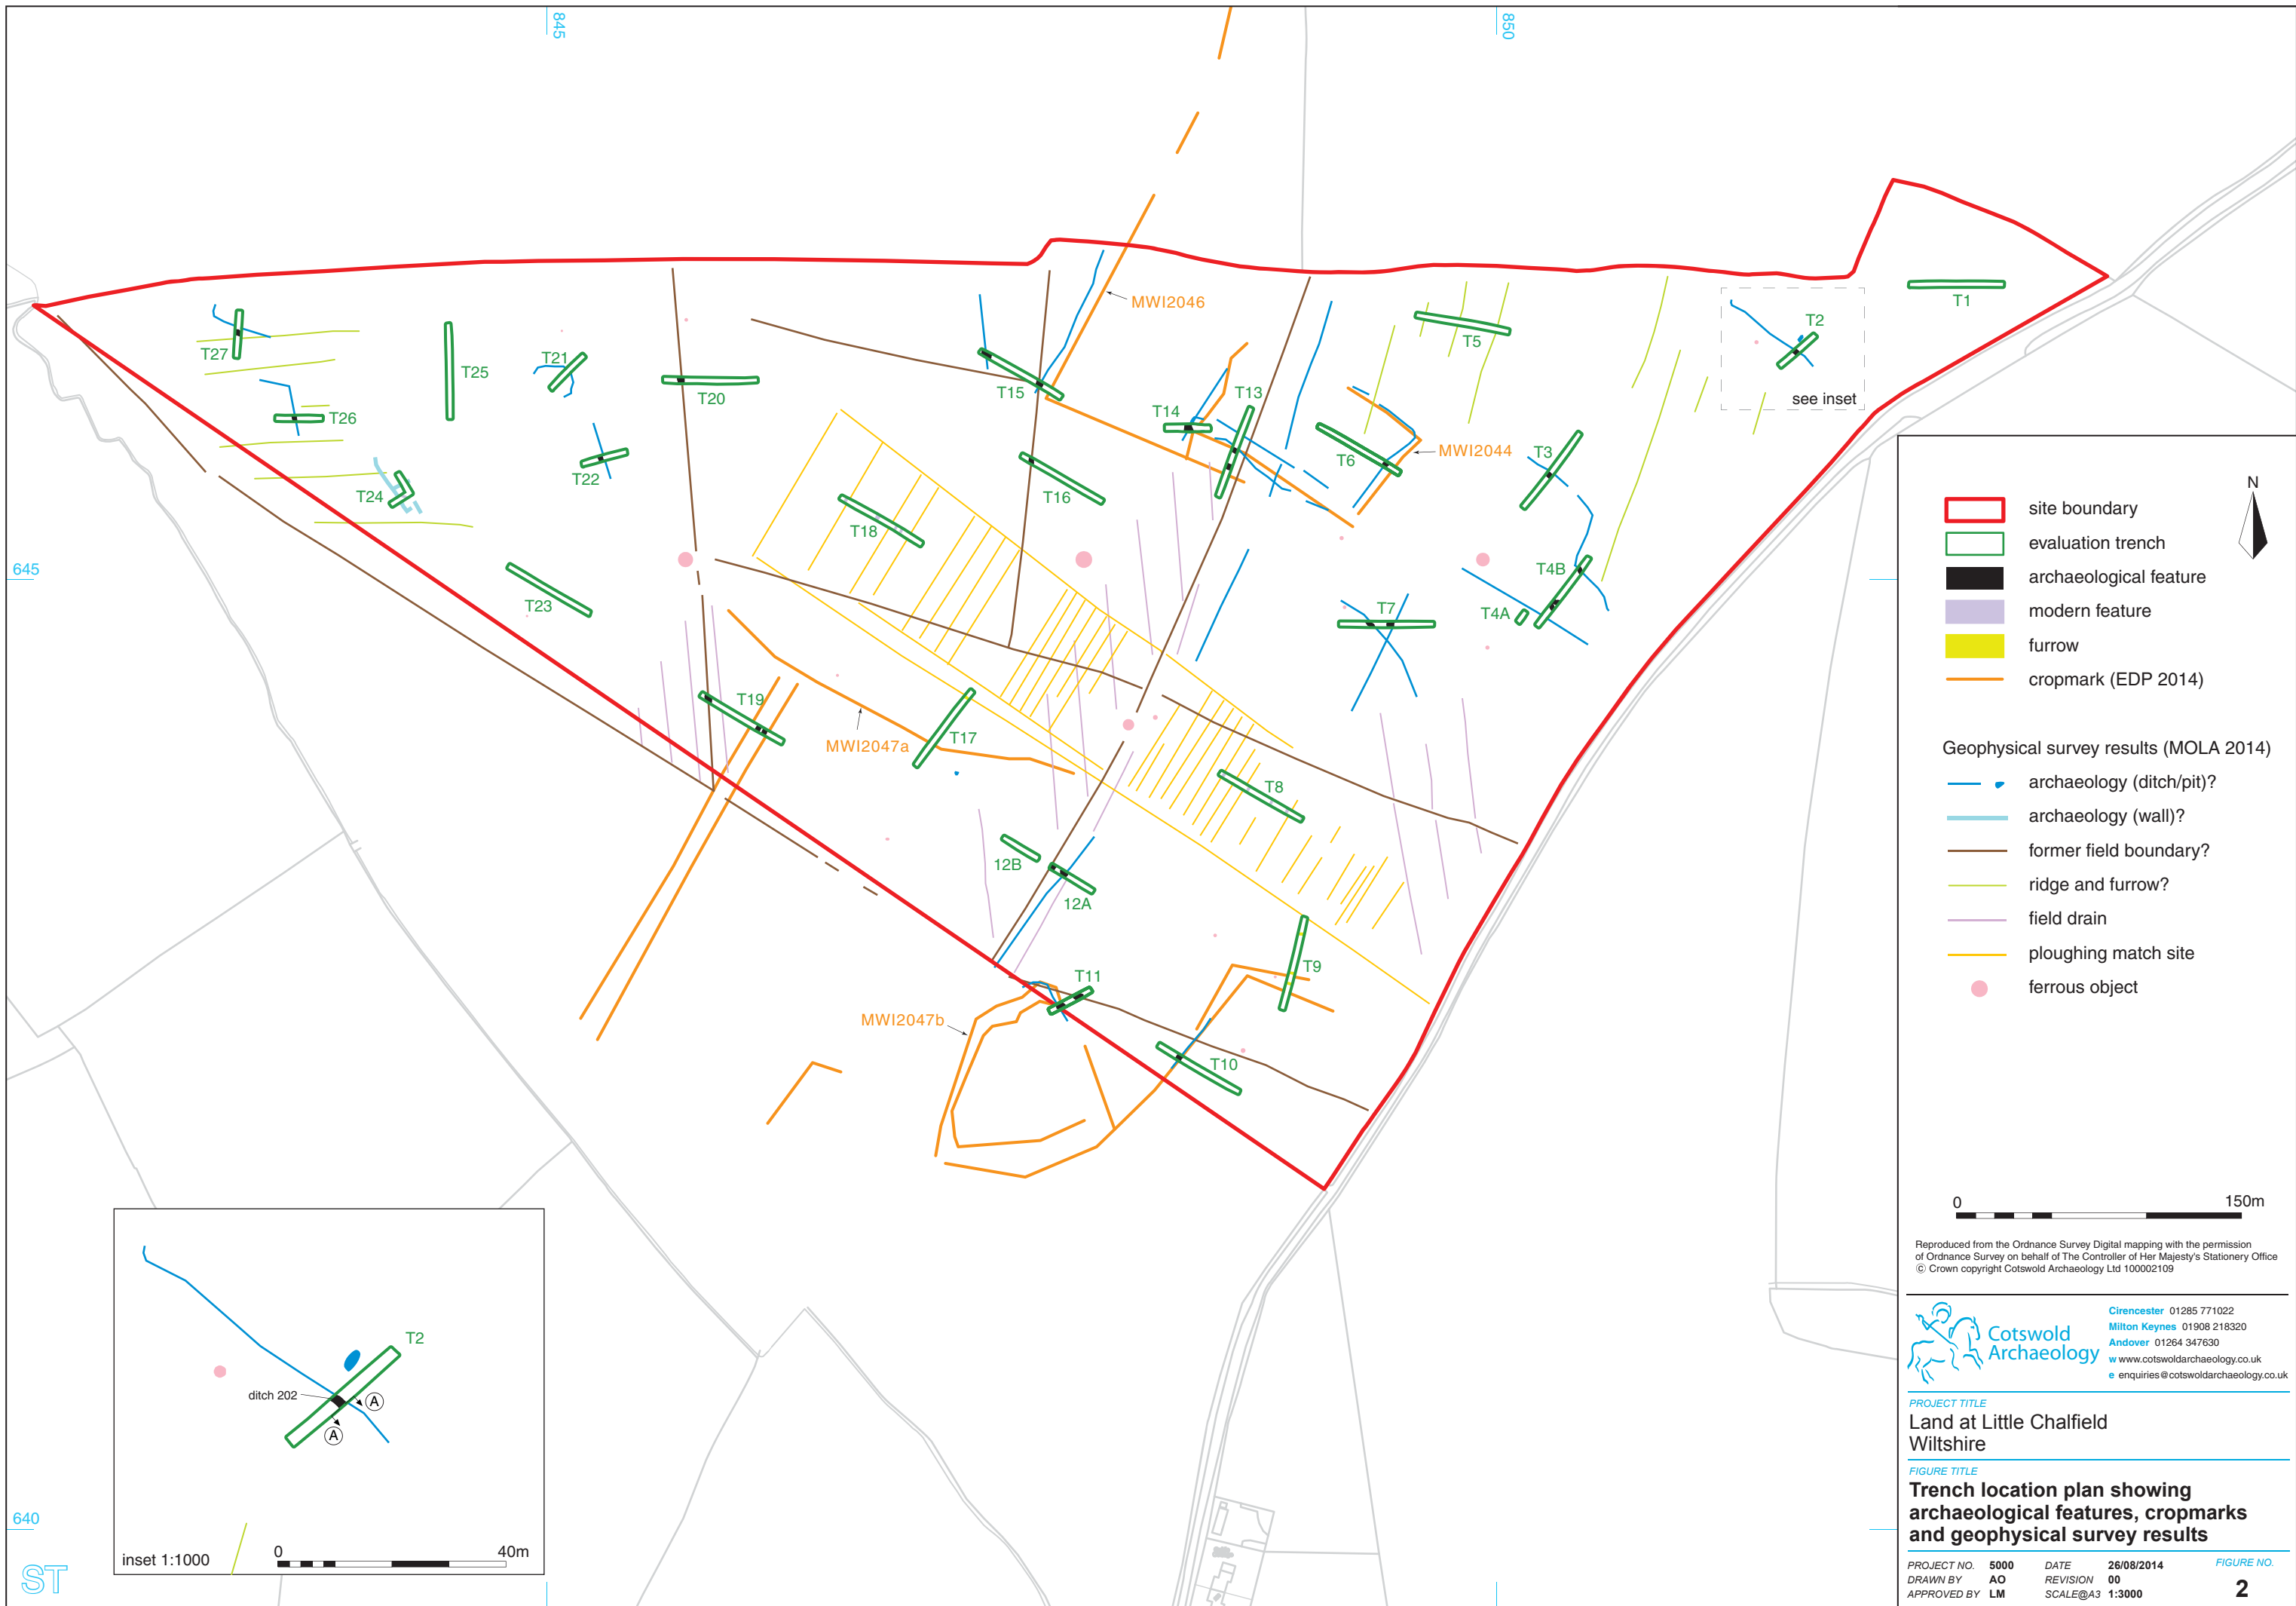 845
850
MWI2046
T1
T2
see inset
T27
T25
T21
T20
T15
T14
T13
T5
T26
T22
T24
T16
T6
MWI2044
T3
T18
645
T23
T7
T4B
T4A
T19
MWI2047a
T17
T8
12B
12A
T11
T9
MWI2047b
T10
N
site boundary
evaluation trench
archaeological feature
modern feature
furrow
cropmark (EDP 2014)
Geophysical survey results (MOLA 2014)
archaeology (ditch/pit)?
archaeology (wall)?
former field boundary?
ridge and furrow?
field drain
ploughing match site
ferrous object
0 150m
Reproduced from the Ordnance Survey Digital mapping with the permission
of Ordnance Survey on behalf of The Controller of Her Majesty's Stationery Office
© Crown copyright Cotswold Archaeology Ltd 100002109
Cotswold
Archaeology
Cirencester 01285 771022
Milton Keynes 01908 218320
Andover 01264 347630
w www.cotswoldarchaeology.co.uk
e enquiries@cotswoldarchaeology.co.uk
PROJECT TITLE
Land at Little Chalfield
Wiltshire
FIGURE TITLE
Trench location plan showing
archaeological features, cropmarks
and geophysical survey results
PROJECT NO. 5000 DATE 26/08/2014 FIGURE NO.
DRAWN BY AO REVISION 00 2
APPROVED BY LM SCALE@A3 1:3000
T2
ditch 202
A
A
inset 1:1000
0 40m
640
ST